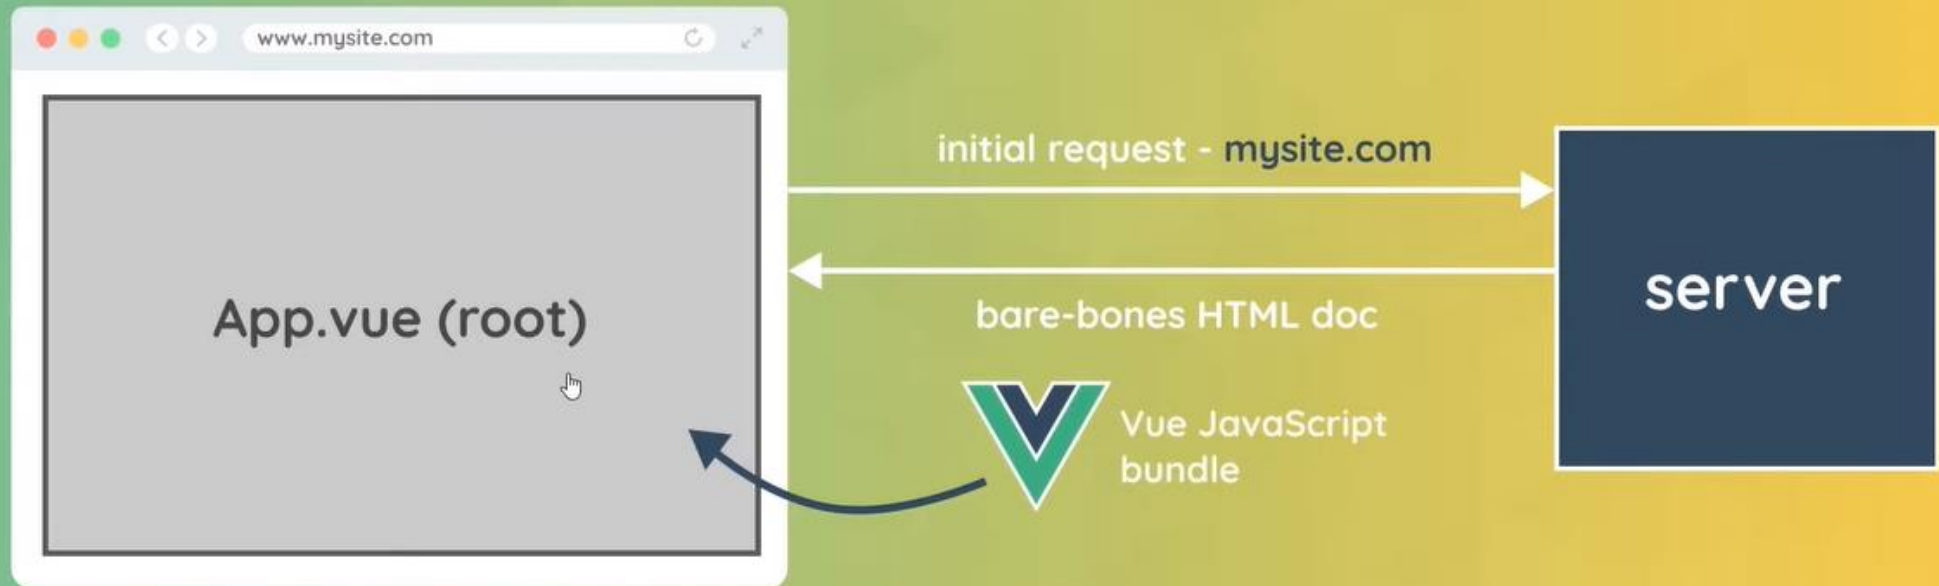 www.mysite.com
App.vue (root)
initial request - mysite.com
bare-bones HTML doc
Vue JavaScript
bundle
server